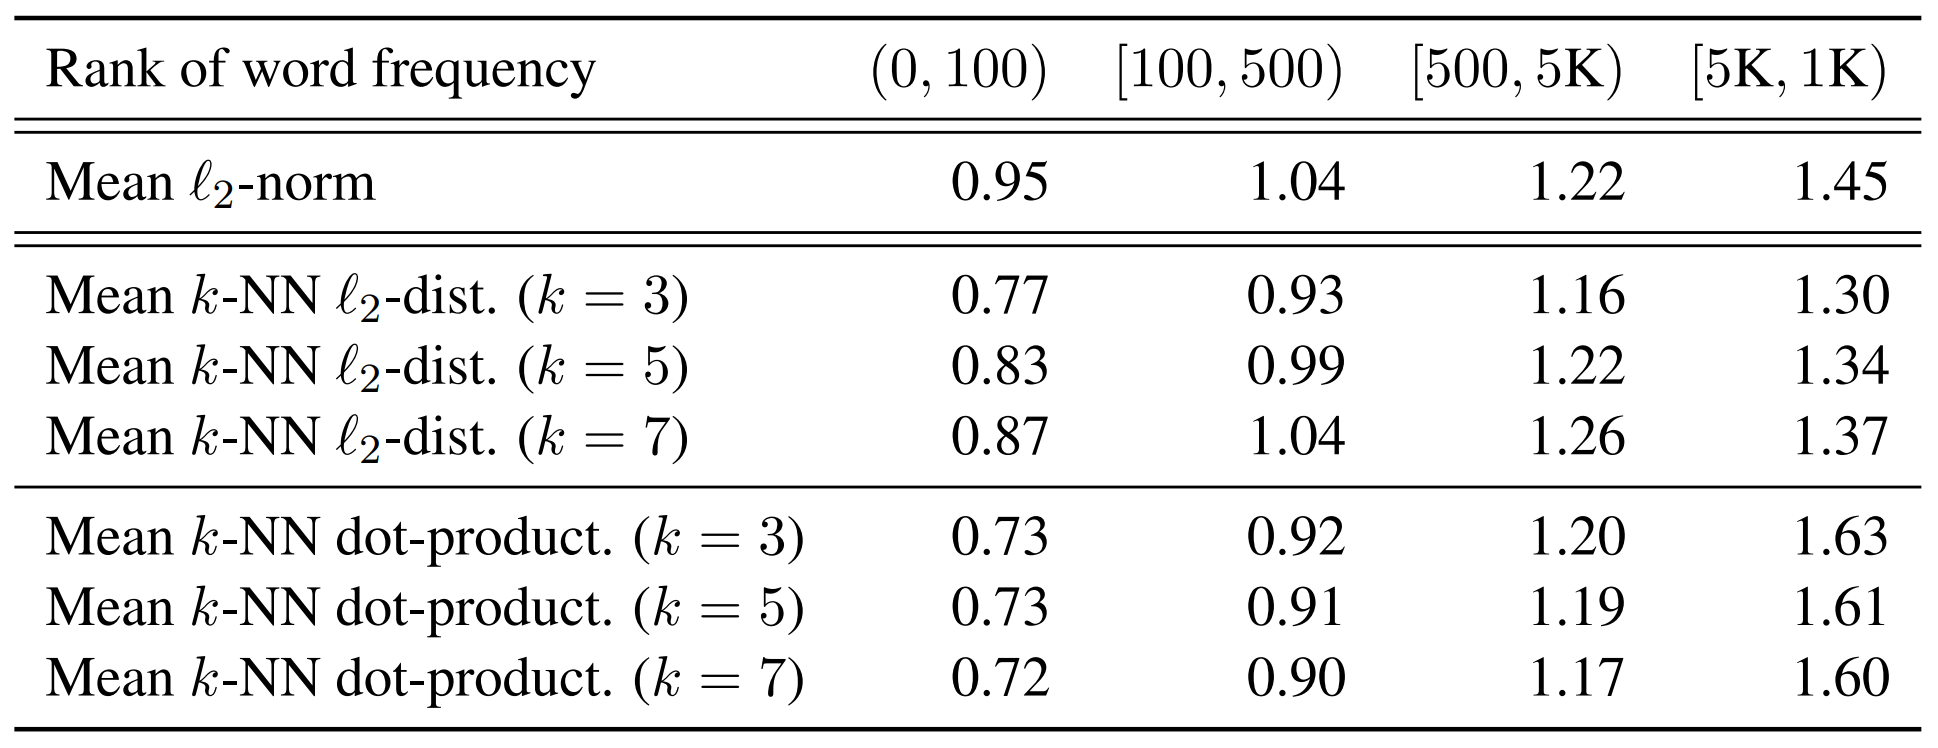 Rank of word frequency (0, 100) [100, 500) [500, 5K) [5K, 1K)
Mean ℓ2-norm 0.95 1.04 1.22 1.45
Mean k-NN ℓ2-dist. (k = 3) 0.77 0.93 1.16 1.30
Mean k-NN ℓ2-dist. (k = 5) 0.83 0.99 1.22 1.34
Mean k-NN ℓ2-dist. (k = 7) 0.87 1.04 1.26 1.37
Mean k-NN dot-product. (k = 3) 0.73 0.92 1.20 1.63
Mean k-NN dot-product. (k = 5) 0.73 0.91 1.19 1.61
Mean k-NN dot-product. (k = 7) 0.72 0.90 1.17 1.60